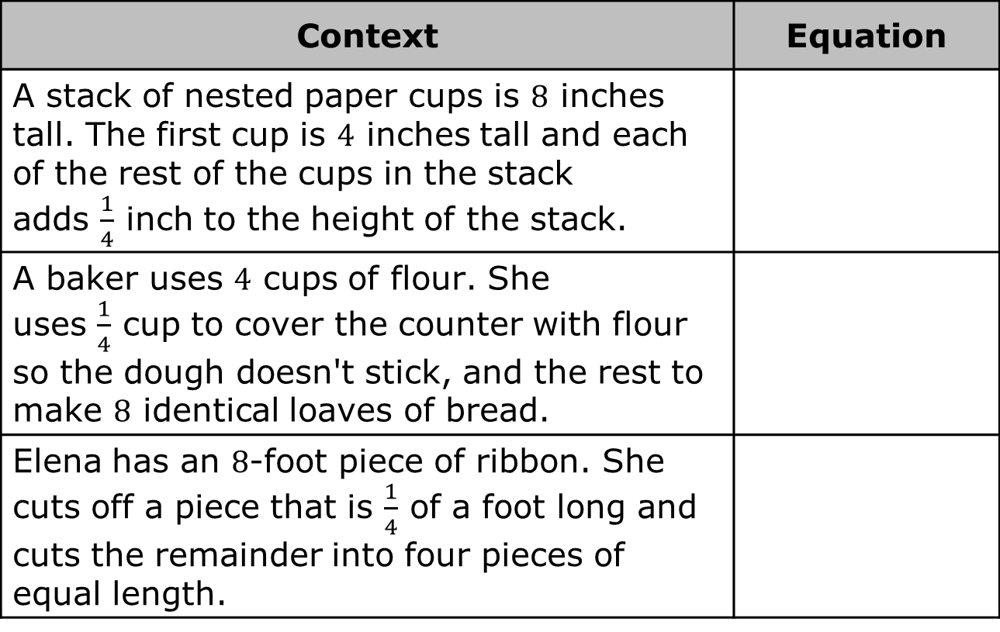 Context
Equation
A stack of nested paper cups is 8 inches
tall. The first cup is 4 inches tall and each
of the rest of the cups in the stack
adds 1/4 inch to the height of the stack.
A baker uses 4 cups of flour. She
uses 1/4 cup to cover the counter with flour
so the dough doesn't stick, and the rest to
make 8 identical loaves of bread.
Elena has an 8-foot piece of ribbon. She
cuts off a piece that is 1/4 of a foot long and
cuts the remainder into four pieces of
equal length.